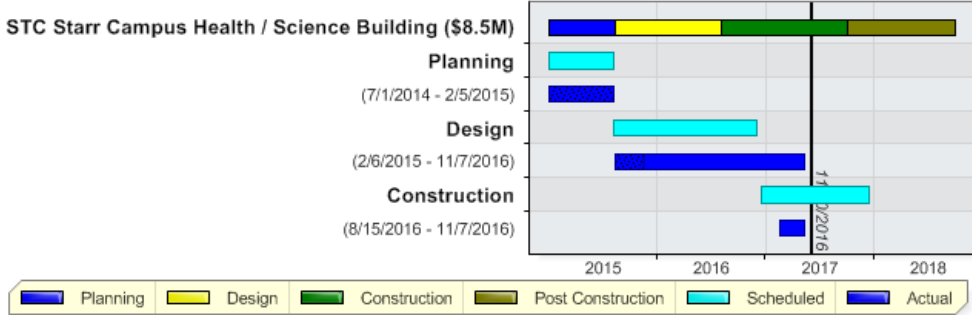 STC Starr Campus Health / Science Building ($8.5M)
Planning
(7/1/2014 - 2/5/2015)
Design
(2/6/2015 - 11/7/2016)
Construction
(8/15/2016 - 11/7/2016)
2015 2016 2017 2018
Planning Design Construction Post Construction Scheduled Actual